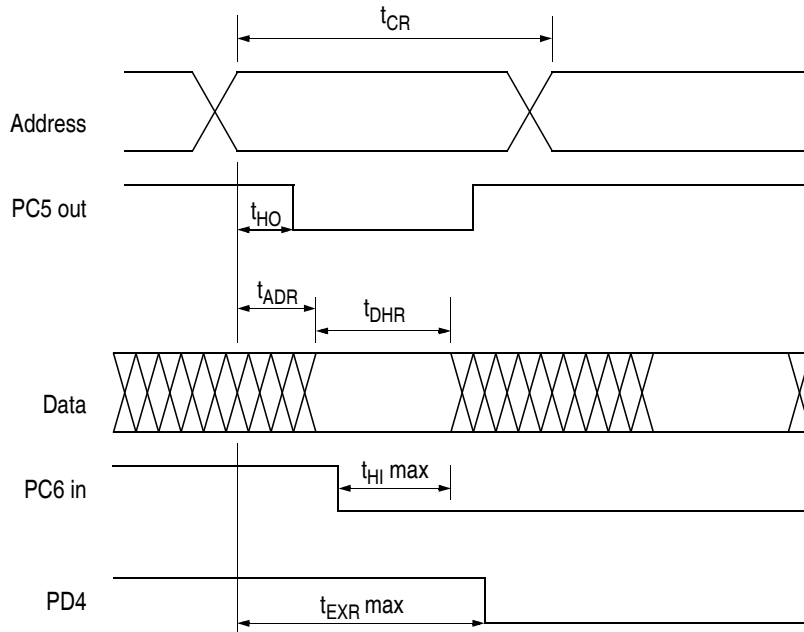 tCR
Address
PC5 out
tHO
tADR
tDHR
Data
tHI max
PC6 in
PD4
tEXR max